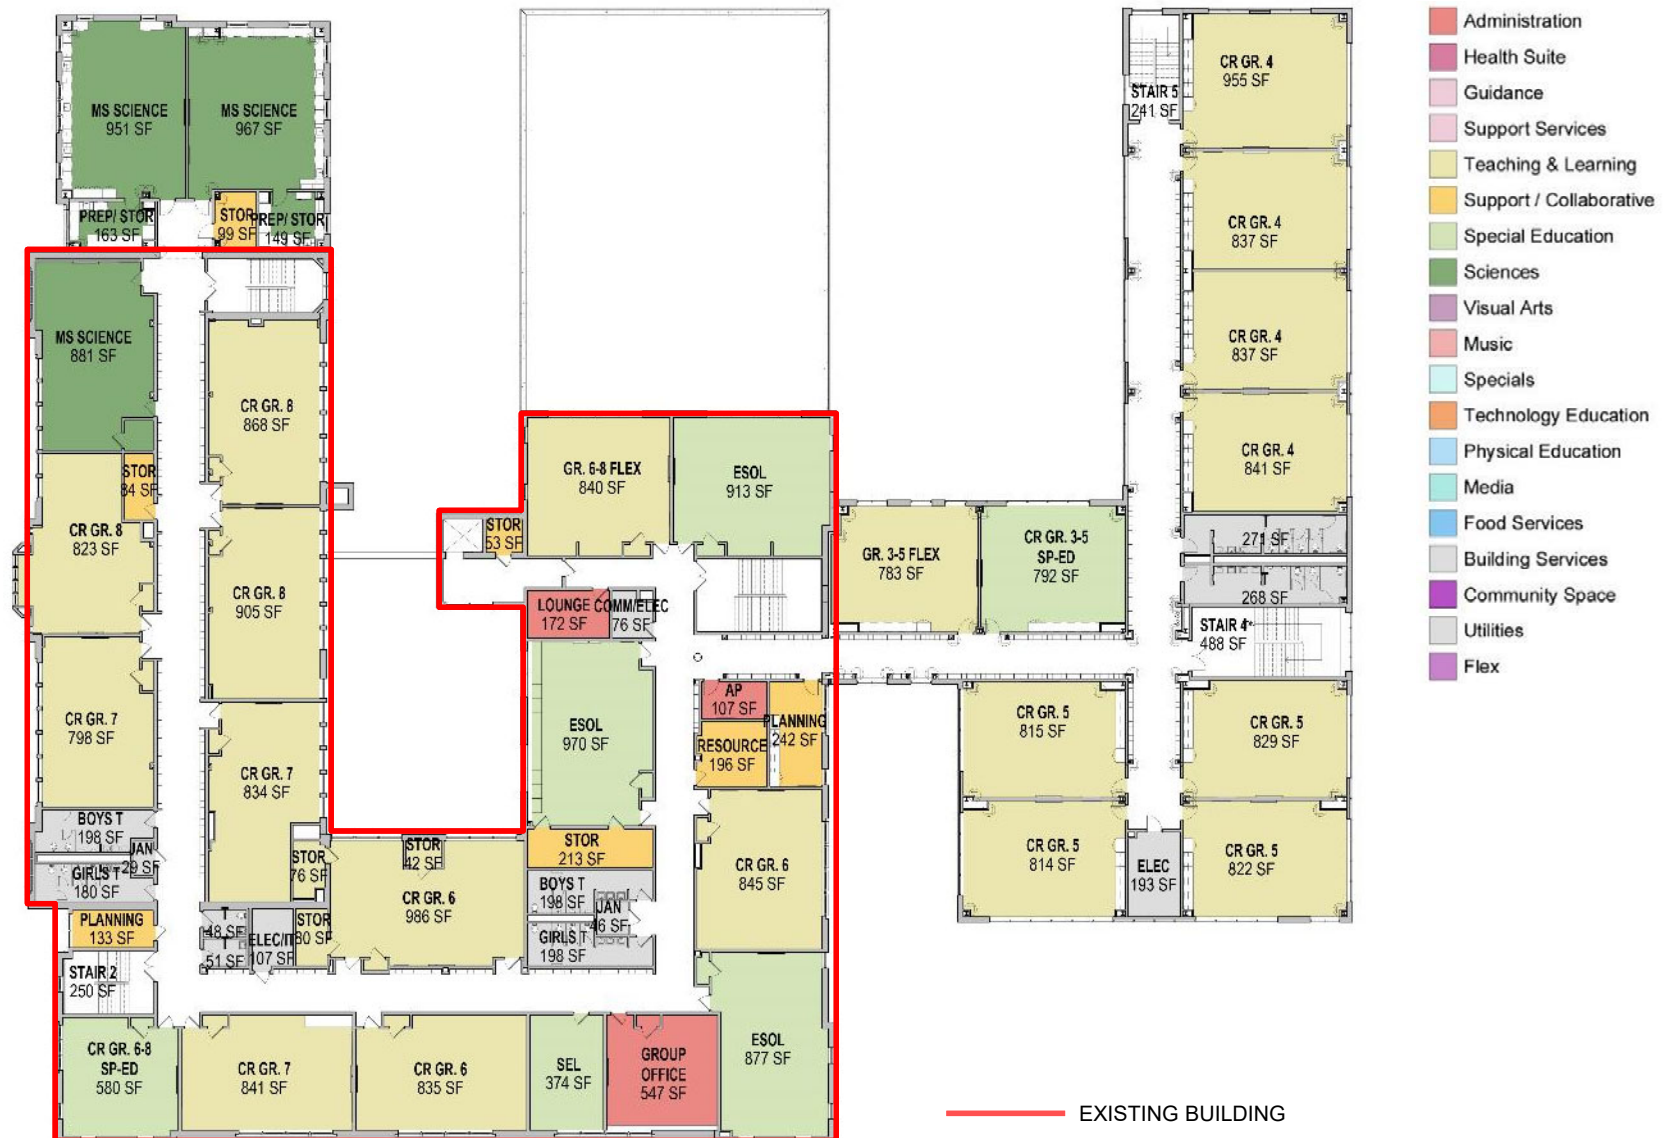 MS SCIENCE
951 SF
MS SCIENCE
967 SF
PREP/ STOR
163 SF
STOR
99 SF
PREP/ STOR
149 SF
MS SCIENCE
881 SF
CR GR. 8
868 SF
STOR
84 SF
CR GR. 8
823 SF
CR GR. 8
905 SF
CR GR. 7
798 SF
CR GR. 7
834 SF
BOYS T
198 SF
JAN
29 SF
GIRLS T
180 SF
STOR
76 SF
PLANNING
133 SF
T
48 SF
T
51 SF
ELEC/IT
107 SF
STOR
80 SF
STAIR 2
250 SF
CR GR. 6-8
SP-ED
580 SF
CR GR. 7
841 SF
CR GR. 6
835 SF
SEL
374 SF
GROUP
OFFICE
547 SF
ESOL
877 SF
STOR
42 SF
CR GR. 6
986 SF
GR. 6-8 FLEX
840 SF
ESOL
913 SF
STOR
53 SF
LOUNGE
172 SF
COMM/ELEC
76 SF
ESOL
970 SF
AP
107 SF
PLANNING
242 SF
RESOURCE
196 SF
STOR
213 SF
BOYS T
198 SF
JAN
46 SF
GIRLS T
198 SF
CR GR. 6
845 SF
GR. 3-5 FLEX
783 SF
CR GR. 3-5
SP-ED
792 SF
STAIR 5
241 SF
CR GR. 4
955 SF
CR GR. 4
837 SF
CR GR. 4
837 SF
CR GR. 4
841 SF
T
271 SF
T
268 SF
STAIR 4
488 SF
CR GR. 5
815 SF
CR GR. 5
829 SF
CR GR. 5
814 SF
ELEC
193 SF
CR GR. 5
822 SF
Administration
Health Suite
Guidance
Support Services
Teaching & Learning
Support / Collaborative
Special Education
Sciences
Visual Arts
Music
Specials
Technology Education
Physical Education
Media
Food Services
Building Services
Community Space
Utilities
Flex
EXISTING BUILDING